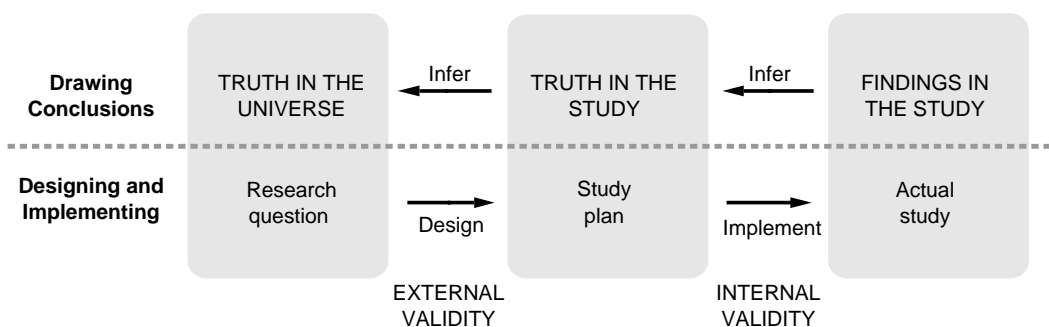 Drawing
Conclusions
TRUTH IN THE
UNIVERSE
Infer
TRUTH IN THE
STUDY
Infer
FINDINGS IN
THE STUDY
Designing and
Implementing
Research
question
Design
Study
plan
Implement
Actual
study
EXTERNAL
VALIDITY
INTERNAL
VALIDITY